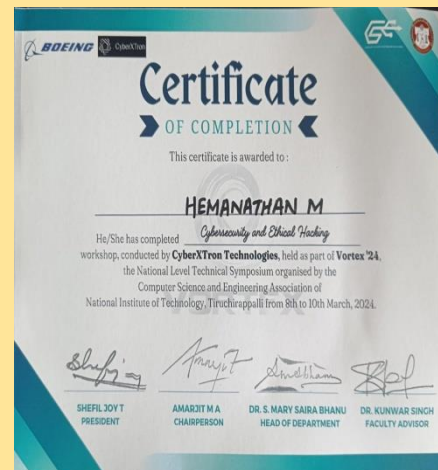 BOEING CyberXTron
Certificate
OF COMPLETION
This certificate is awarded to :
HEMANATHAN M
He/She has completed Cybersecurity and Ethical Hacking
workshop, conducted by CyberXTron Technologies, held as part of Vortex '24,
the National Level Technical Symposium organised by the
Computer Science and Engineering Association of
National Institute of Technology, Tiruchirappalli from 8th to 10th March, 2024.
SHEFIL JOY T AMARJIT M A DR. S. MARY SAIRA BHANU DR. KUNWAR SINGH
PRESIDENT CHAIRPERSON HEAD OF DEPARTMENT FACULTY ADVISOR